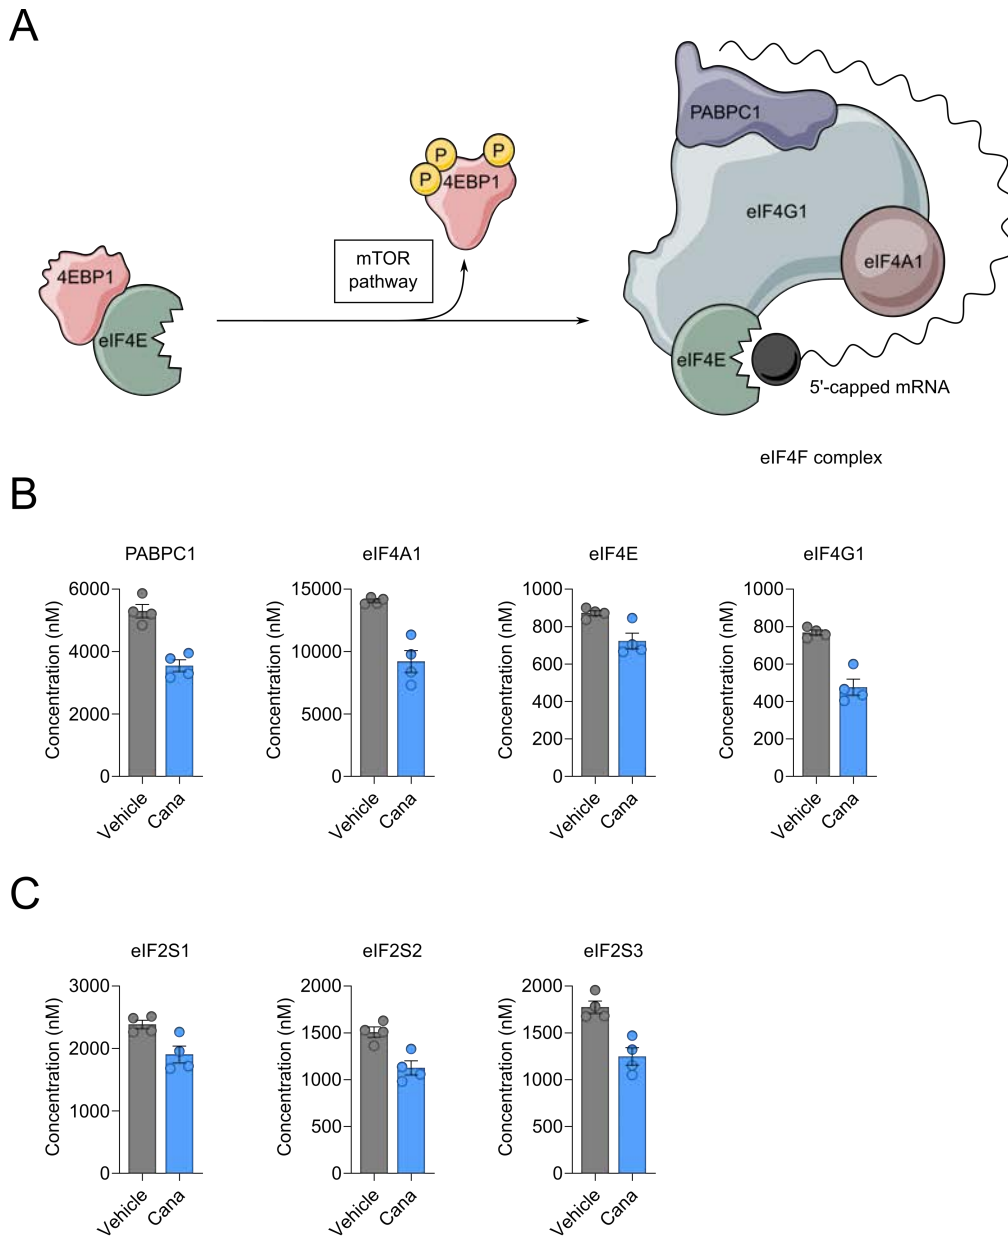 A
PABPC1
P
P
P
4EBP1
eIF4G1
mTOR
pathway
4EBP1
eIF4A1
eIF4E
eIF4E
5'-capped mRNA
eIF4F complex
B
PABPC1
Concentration (nM)
6000
4000
2000
0
Vehicle
Cana
eIF4A1
Concentration (nM)
15000
10000
5000
0
Vehicle
Cana
eIF4E
Concentration (nM)
1000
800
600
400
200
0
Vehicle
Cana
eIF4G1
Concentration (nM)
1000
800
600
400
200
0
Vehicle
Cana
C
eIF2S1
Concentration (nM)
3000
2000
1000
0
Vehicle
Cana
eIF2S2
Concentration (nM)
2000
1500
1000
500
0
Vehicle
Cana
eIF2S3
Concentration (nM)
2000
1500
1000
500
0
Vehicle
Cana